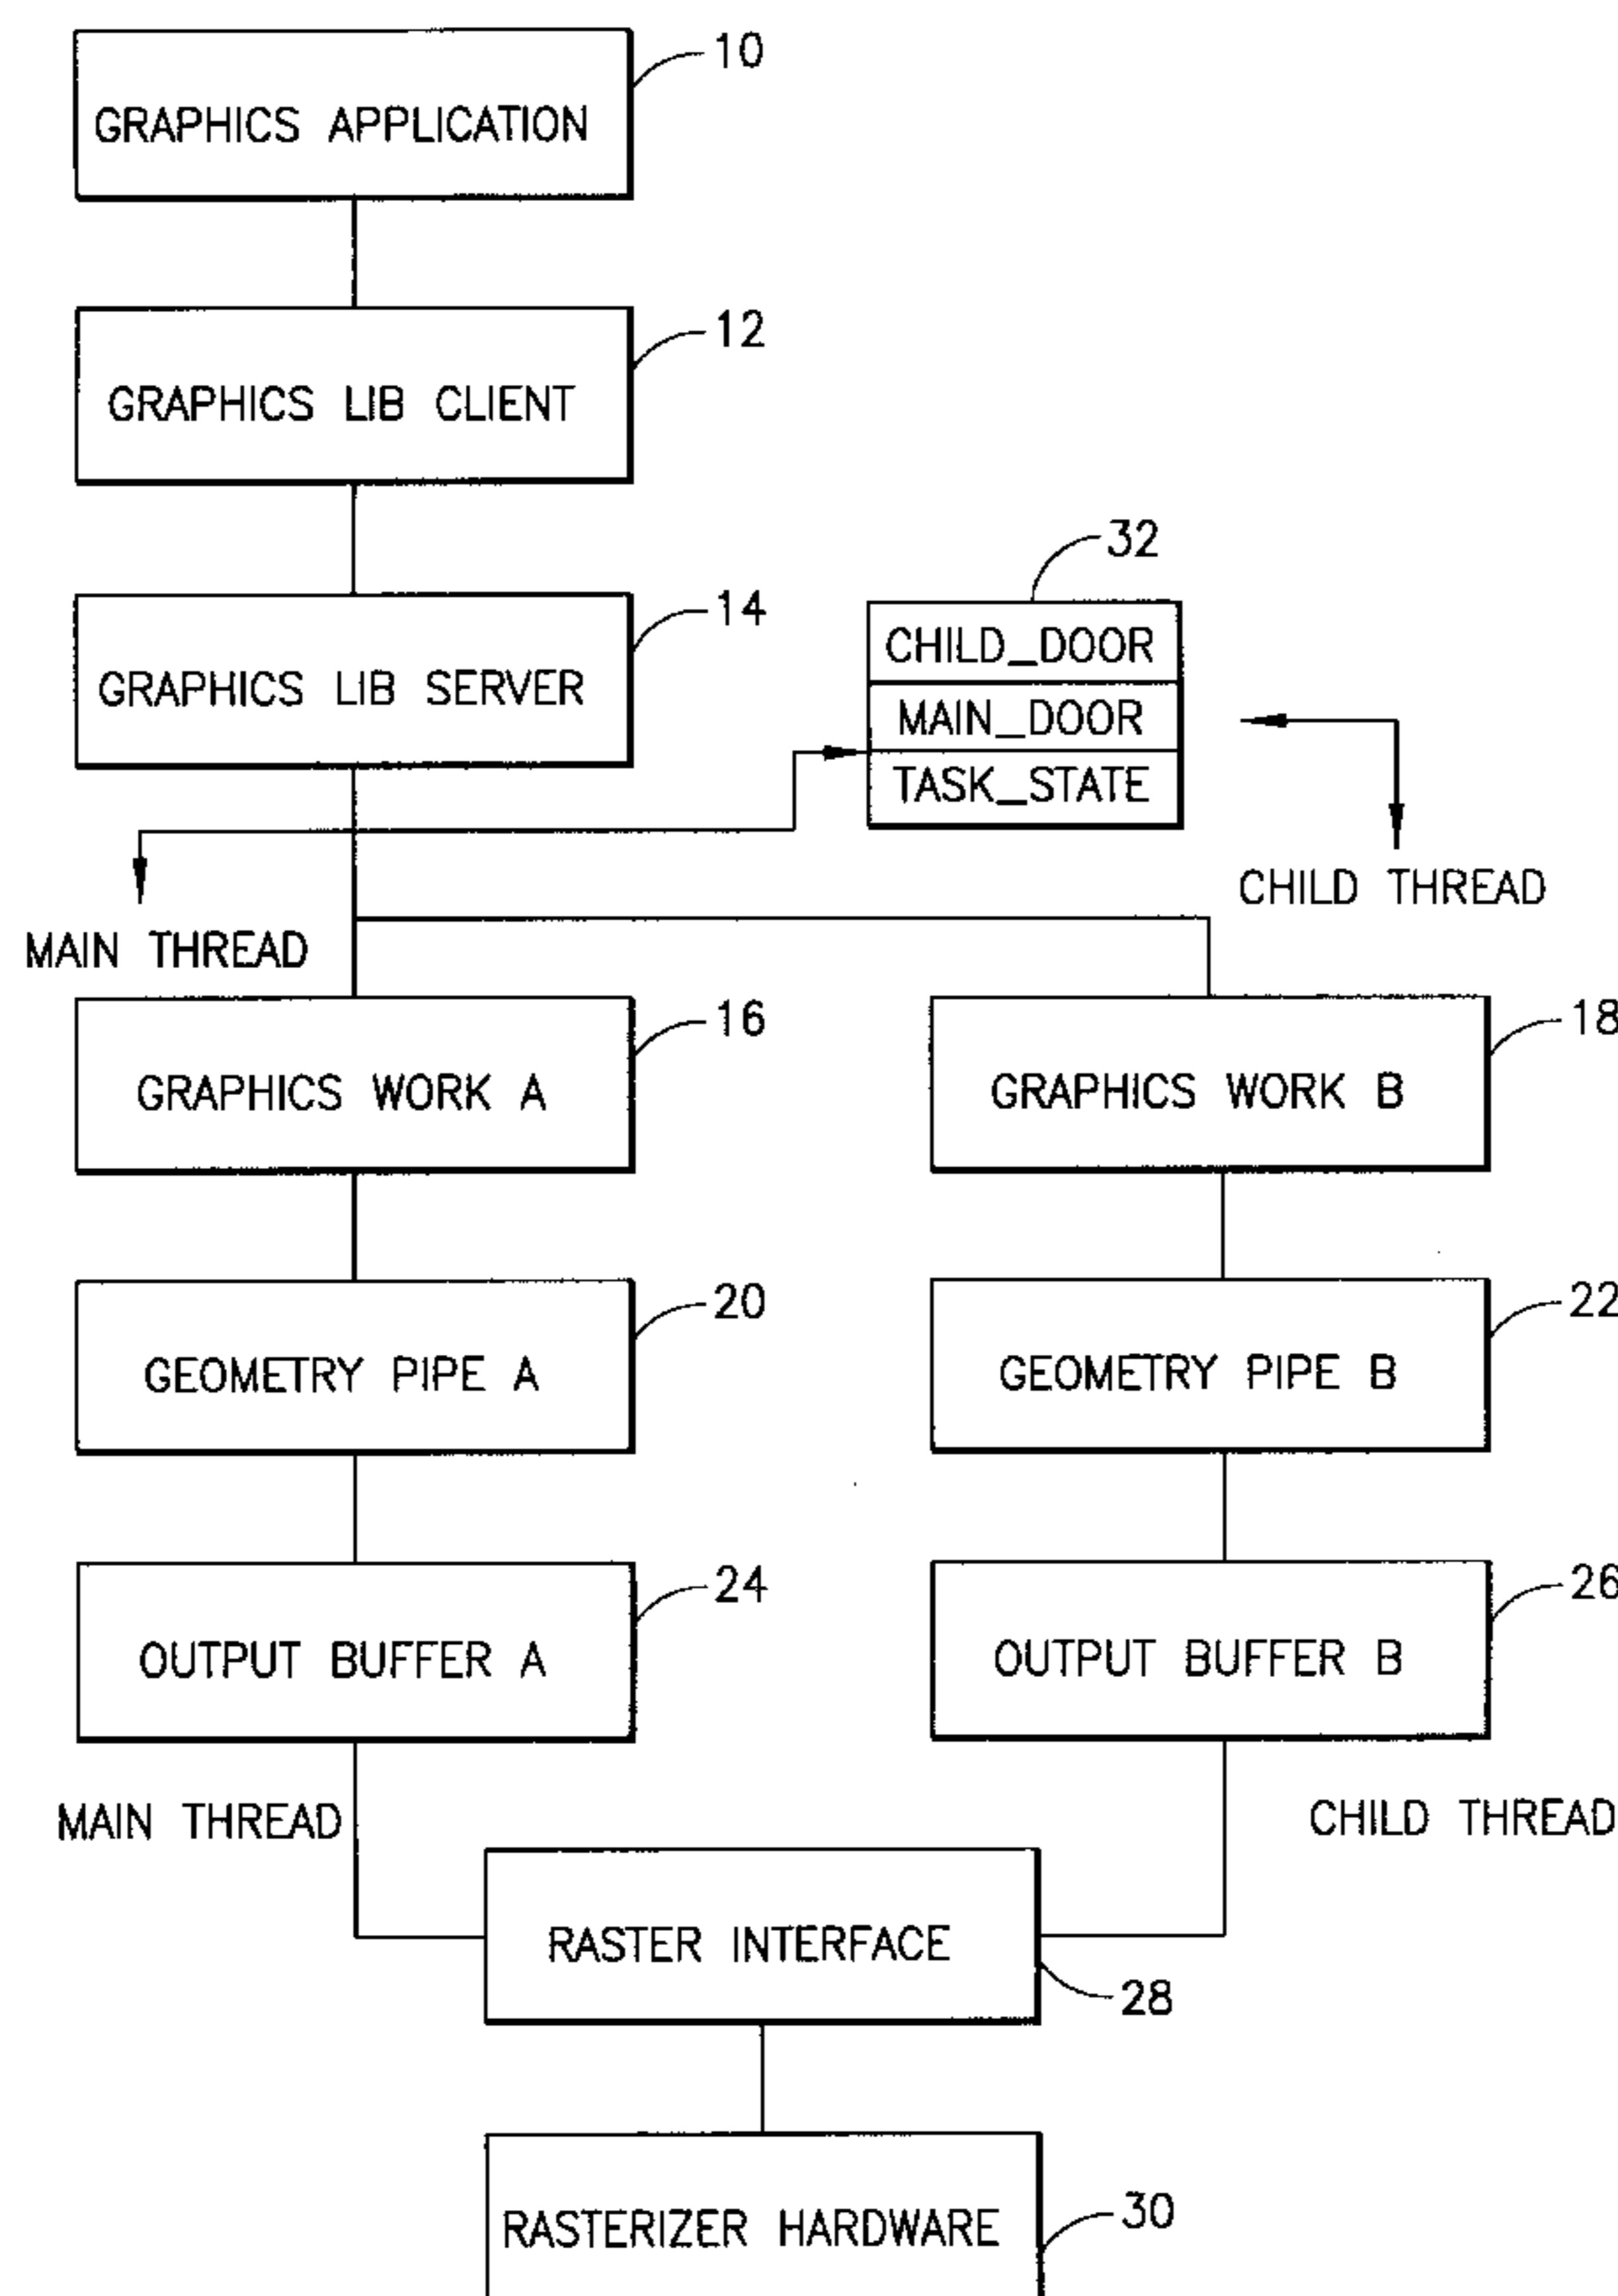 10
GRAPHICS APPLICATION
12
GRAPHICS LIB CLIENT
32
14
CHILD_DOOR
GRAPHICS LIB SERVER
MAIN_DOOR
TASK_STATE
CHILD THREAD
MAIN THREAD
16
18
GRAPHICS WORK A
GRAPHICS WORK B
20
22
GEOMETRY PIPE A
GEOMETRY PIPE B
24
26
OUTPUT BUFFER A
OUTPUT BUFFER B
MAIN THREAD
CHILD THREAD
RASTER INTERFACE
28
RASTERIZER HARDWARE
30